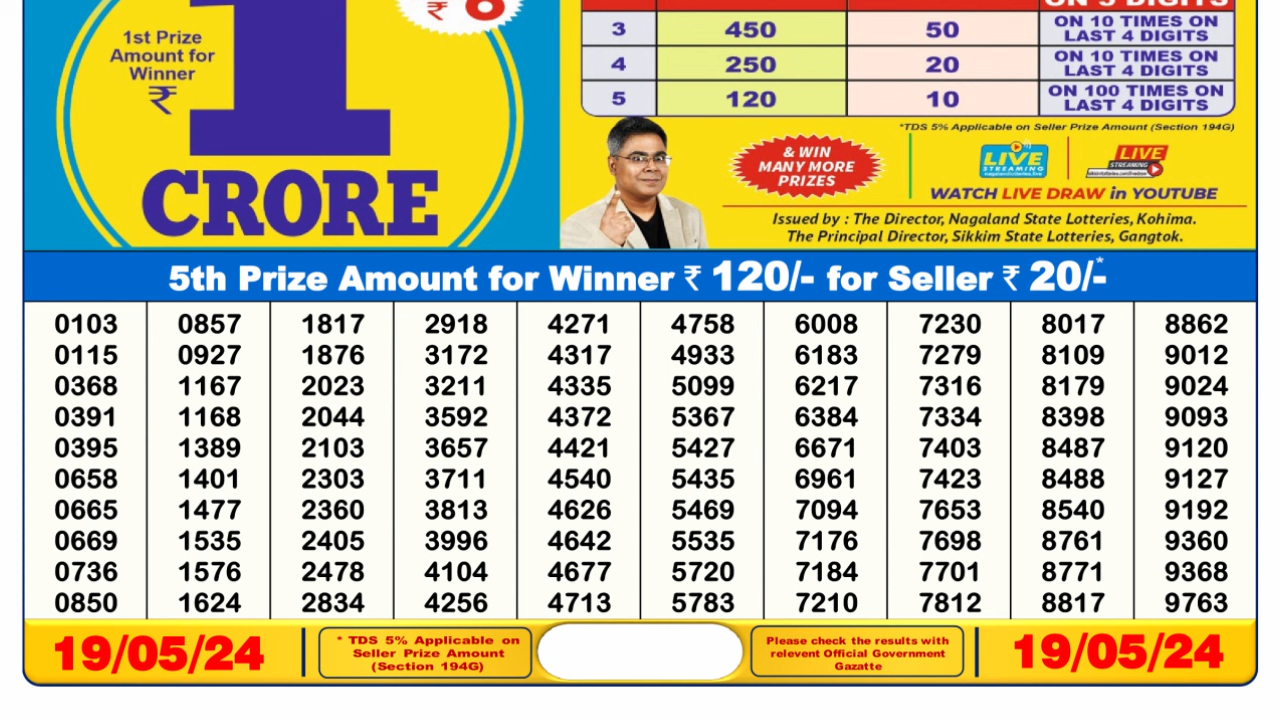 1st Prize
Amount for
Winner
₹
₹ 6
1
CRORE
ON 5 DIGITS
3 450 50 ON 10 TIMES ON LAST 4 DIGITS
4 250 20 ON 10 TIMES ON LAST 4 DIGITS
5 120 10 ON 100 TIMES ON LAST 4 DIGITS
*TDS 5% Applicable on Seller Prize Amount (Section 194G)
& WIN
MANY MORE
PRIZES
LIVE
STREAMING
LIVE
STREAMING
WATCH LIVE DRAW in YOUTUBE
Issued by : The Director, Nagaland State Lotteries, Kohima.
The Principal Director, Sikkim State Lotteries, Gangtok.
5th Prize Amount for Winner ₹ 120/- for Seller ₹ 20/-*
0103 0857 1817 2918 4271 4758 6008 7230 8017 8862
0115 0927 1876 3172 4317 4933 6183 7279 8109 9012
0368 1167 2023 3211 4335 5099 6217 7316 8179 9024
0391 1168 2044 3592 4372 5367 6384 7334 8398 9093
0395 1389 2103 3657 4421 5427 6671 7403 8487 9120
0658 1401 2303 3711 4540 5435 6961 7423 8488 9127
0665 1477 2360 3813 4626 5469 7094 7653 8540 9192
0669 1535 2405 3996 4642 5535 7176 7698 8761 9360
0736 1576 2478 4104 4677 5720 7184 7701 8771 9368
0850 1624 2834 4256 4713 5783 7210 7812 8817 9763
19/05/24
* TDS 5% Applicable on
Seller Prize Amount
(Section 194G)
Please check the results with
relevent Official Government
Gazatte
19/05/24